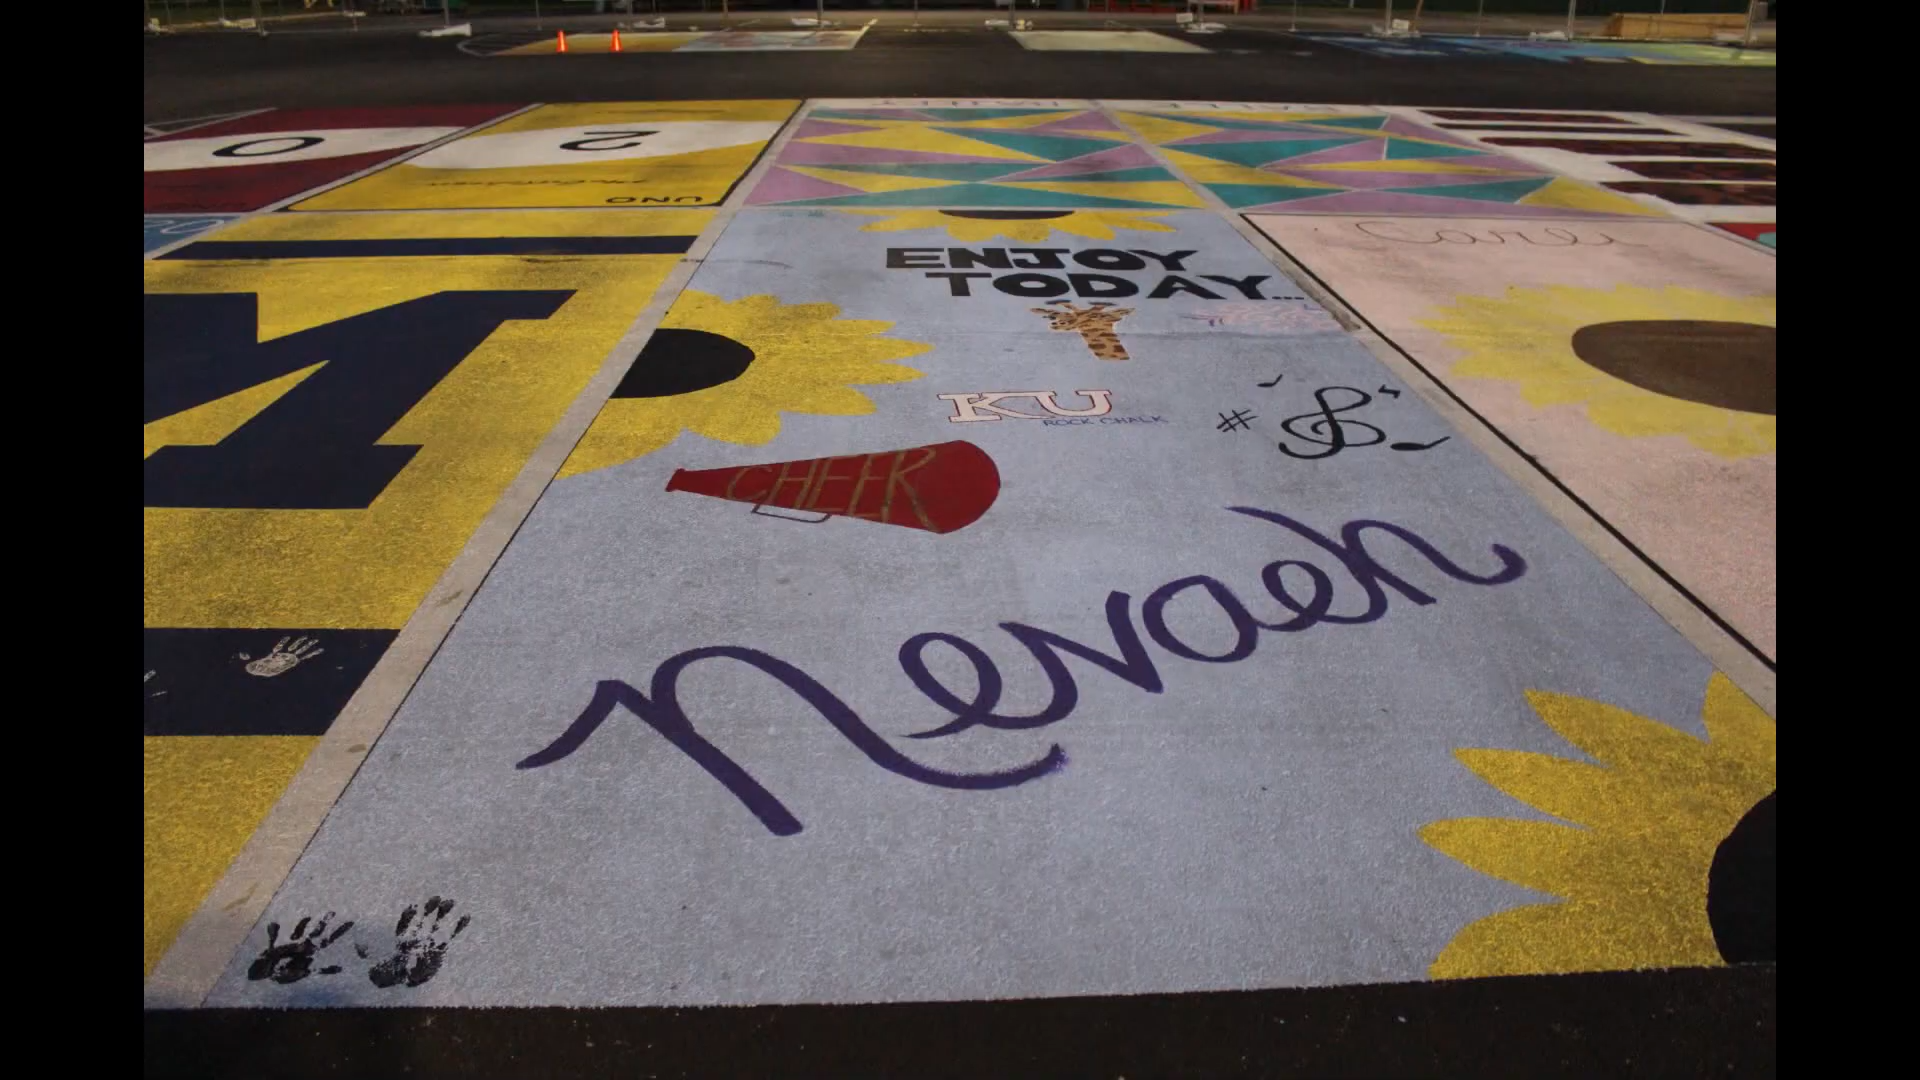 0
2
UNO
M
ENJOY
TODAY...
KU
ROCK CHALK
CHEER
#
nevaeh